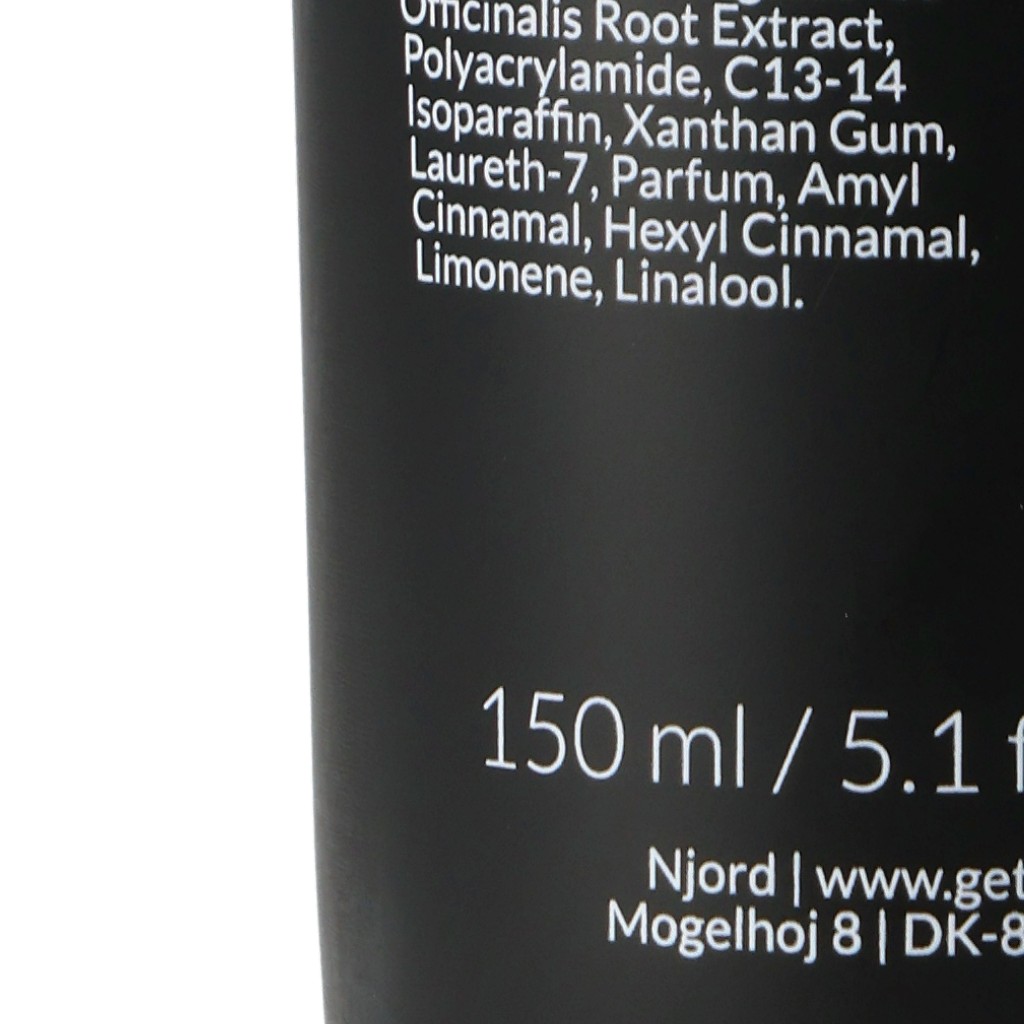 Officinalis Root Extract,
Polyacrylamide, C13-14
Isoparaffin, Xanthan Gum,
Laureth-7, Parfum, Amyl
Cinnamal, Hexyl Cinnamal,
Limonene, Linalool.
150 ml / 5.1 f
Njord | www.get
Mogelhoj 8 | DK-8